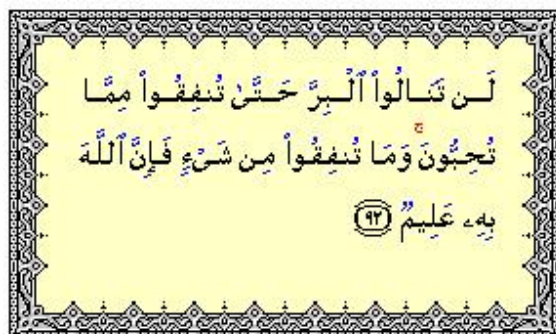 لَن تَنَالُوا۟ ٱلْبِرَّ حَتَّىٰ تُنفِقُوا۟ مِمَّا
تُحِبُّونَ ۚ وَمَا تُنفِقُوا۟ مِن شَىْءٍ فَإِنَّ ٱللَّهَ
بِهِۦ عَلِيمٌ ﴿٩٢﴾